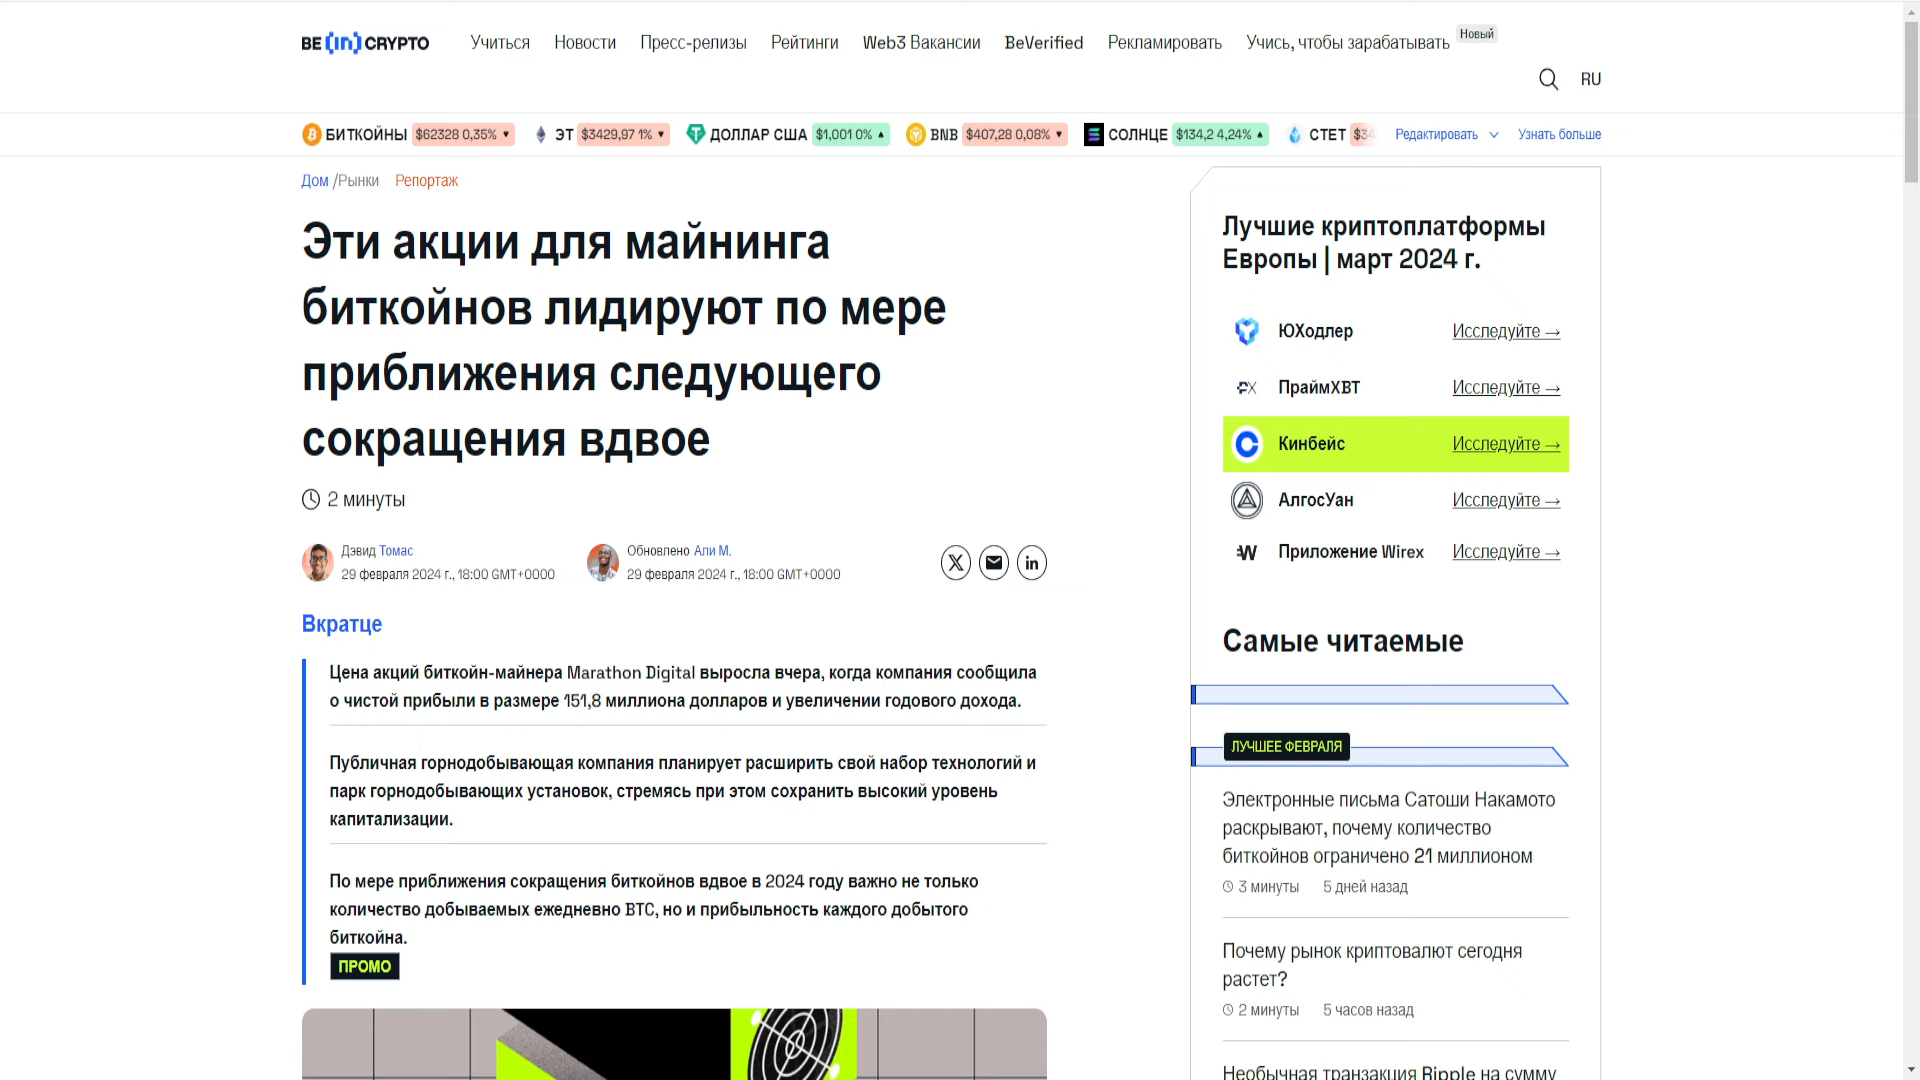 BE[in]CRYPTO
Учиться
Новости
Пресс-релизы
Рейтинги
Web3 Вакансии
BeVerified
Рекламировать
Учись, чтобы зарабатывать
Новый
RU
БИТКОЙНЫ $62328 0,35% ▼
ЭТ $3429,97 1% ▼
ДОЛЛАР США $1,001 0% ▲
BNB $407,28 0,08% ▼
СОЛНЦЕ $134,2 4,24% ▲
СТЕТ $34
Редактировать
Узнать больше
Дом /Рынки Репортаж
Эти акции для майнинга
биткойнов лидируют по мере
приближения следующего
сокращения вдвое
2 минуты
Дэвид Томас
29 февраля 2024 г., 18:00 GMT+0000
Обновлено Али М.
29 февраля 2024 г., 18:00 GMT+0000
Вкратце
Цена акций биткойн-майнера Marathon Digital выросла вчера, когда компания сообщила
о чистой прибыли в размере 151,8 миллиона долларов и увеличении годового дохода.
Публичная горнодобывающая компания планирует расширить свой набор технологий и
парк горнодобывающих установок, стремясь при этом сохранить высокий уровень
капитализации.
По мере приближения сокращения биткойнов вдвое в 2024 году важно не только
количество добываемых ежедневно BTC, но и прибыльность каждого добытого
биткойна.
ПРОМО
Лучшие криптоплатформы
Европы | март 2024 г.
ЮХодлер Исследуйте →
ПраймXBT Исследуйте →
Кинбейс Исследуйте →
АлгосУан Исследуйте →
Приложение Wirex Исследуйте →
Самые читаемые
ЛУЧШЕЕ ФЕВРАЛЯ
Электронные письма Сатоши Накамото
раскрывают, почему количество
биткойнов ограничено 21 миллионом
3 минуты 5 дней назад
Почему рынок криптовалют сегодня
растет?
2 минуты 5 часов назад
Необычная транзакция Ripple на сумму